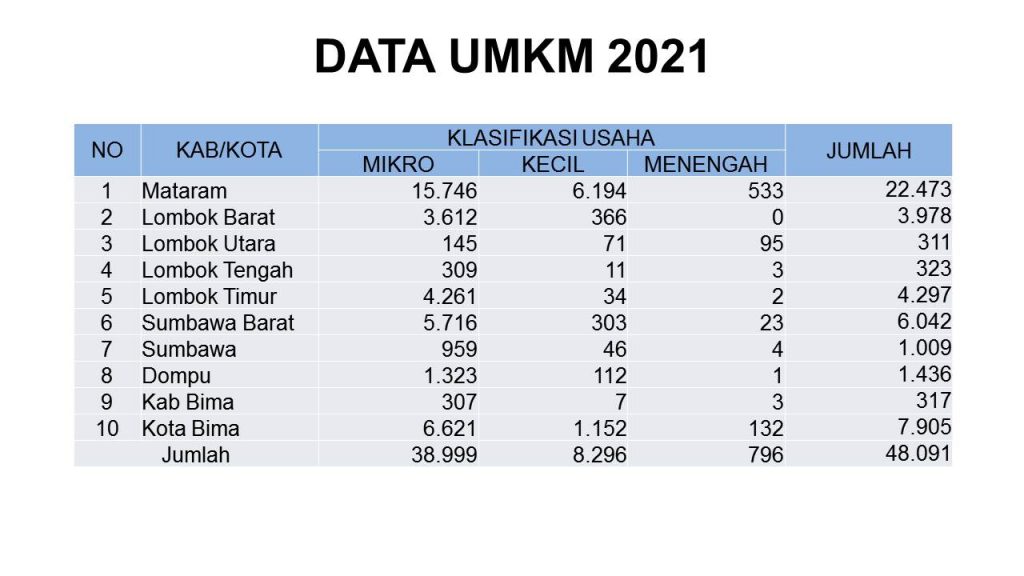 DATA UMKM 2021
NO KAB/KOTA KLASIFIKASI USAHA JUMLAH
MIKRO KECIL MENENGAH
1 Mataram 15.746 6.194 533 22.473
2 Lombok Barat 3.612 366 0 3.978
3 Lombok Utara 145 71 95 311
4 Lombok Tengah 309 11 3 323
5 Lombok Timur 4.261 34 2 4.297
6 Sumbawa Barat 5.716 303 23 6.042
7 Sumbawa 959 46 4 1.009
8 Dompu 1.323 112 1 1.436
9 Kab Bima 307 7 3 317
10 Kota Bima 6.621 1.152 132 7.905
Jumlah 38.999 8.296 796 48.091